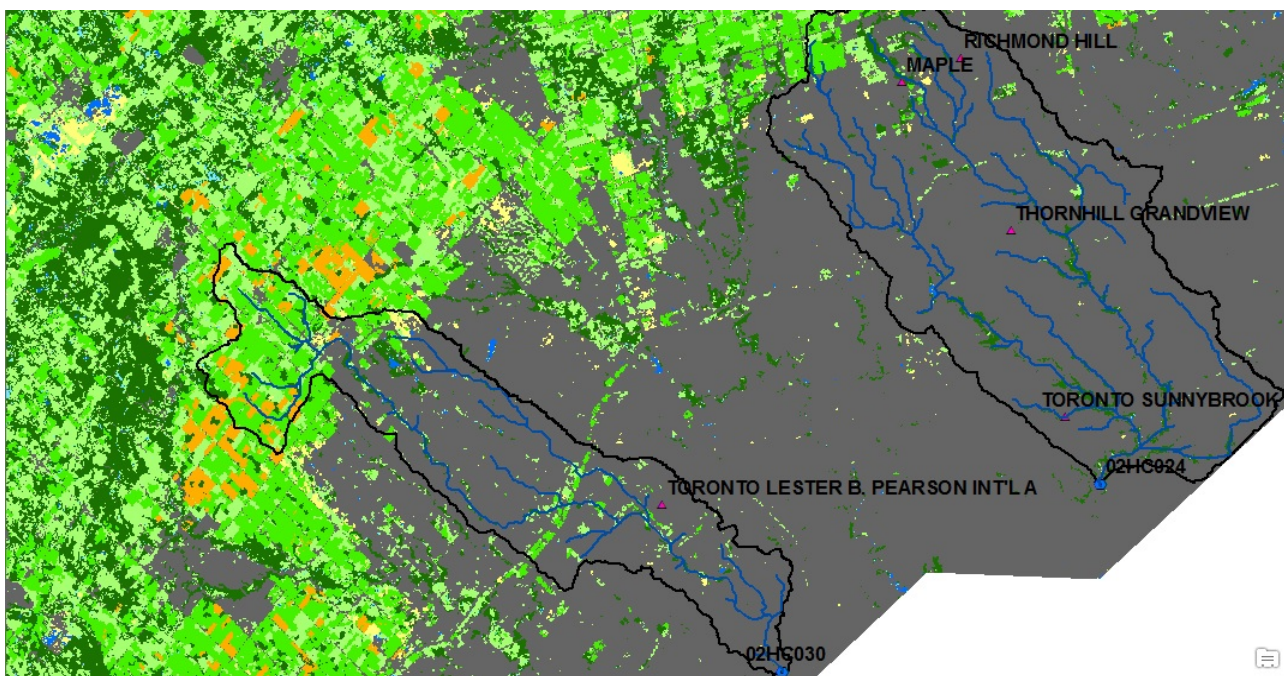 RICHMOND HILL
MAPLE
THORNHILL GRANDVIEW
TORONTO SUNNYBROOK
02HC024
TORONTO LESTER B. PEARSON INT'L A
02HC030